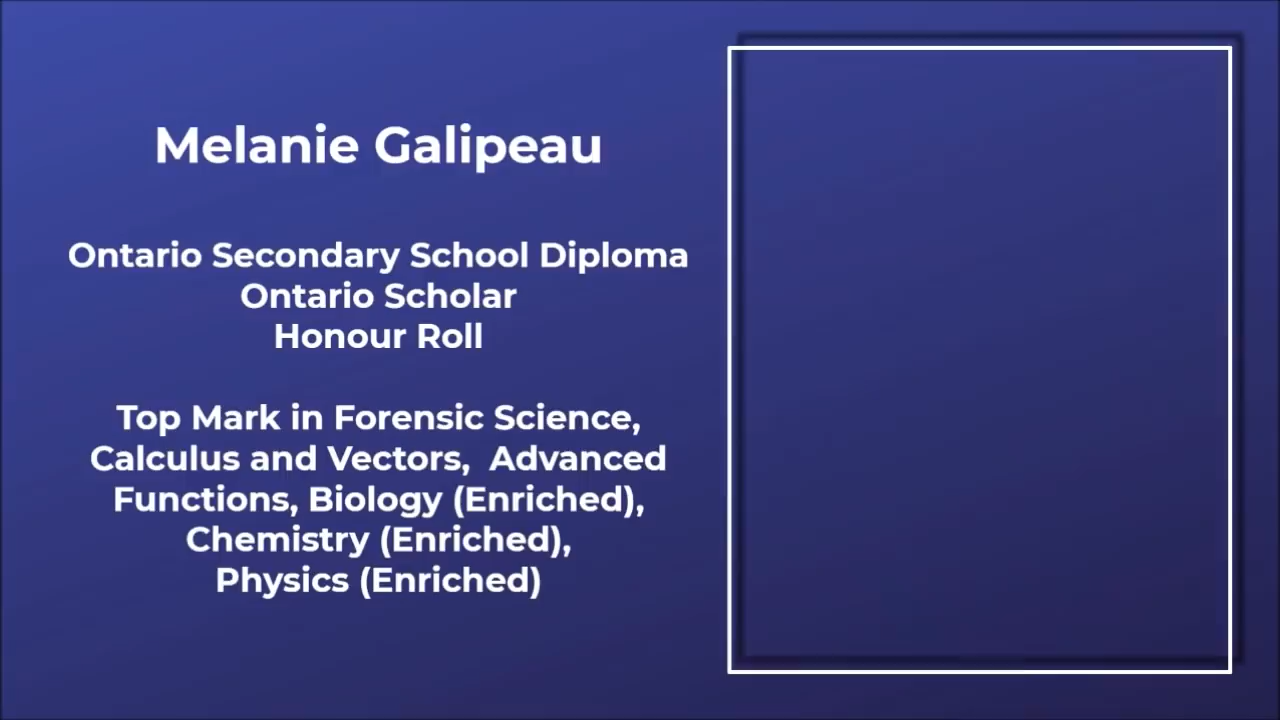 Melanie Galipeau
Ontario Secondary School Diploma
Ontario Scholar
Honour Roll
Top Mark in Forensic Science,
Calculus and Vectors,  Advanced
Functions, Biology (Enriched),
Chemistry (Enriched),
Physics (Enriched)